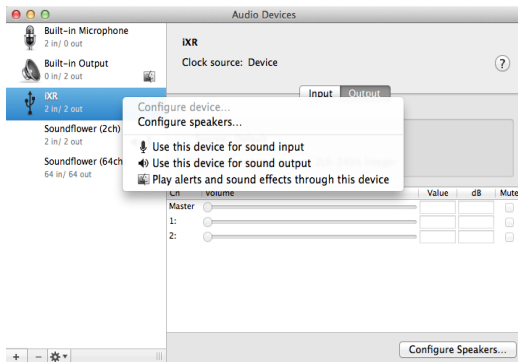 Audio Devices
Built-in Microphone
2 in/ 0 out
Built-in Output
0 in/ 2 out
iXR
2 in/ 2 out
Soundflower (2ch)
2 in/ 2 out
Soundflower (64ch
64 in/ 64 out
iXR
Clock source: Device
?
Input Output
Configure device...
Configure speakers...
Use this device for sound input
Use this device for sound output
Play alerts and sound effects through this device
Ch Volume Value dB Mute
Master
1:
2:
Configure Speakers...